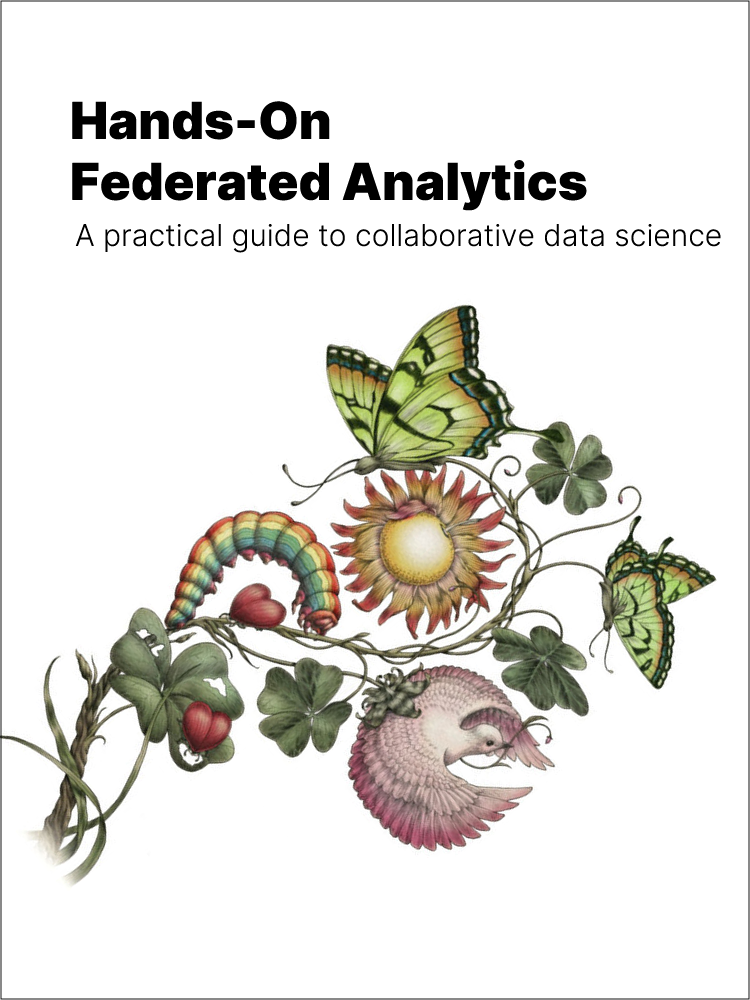 Hands-On
Federated Analytics
A practical guide to collaborative data science